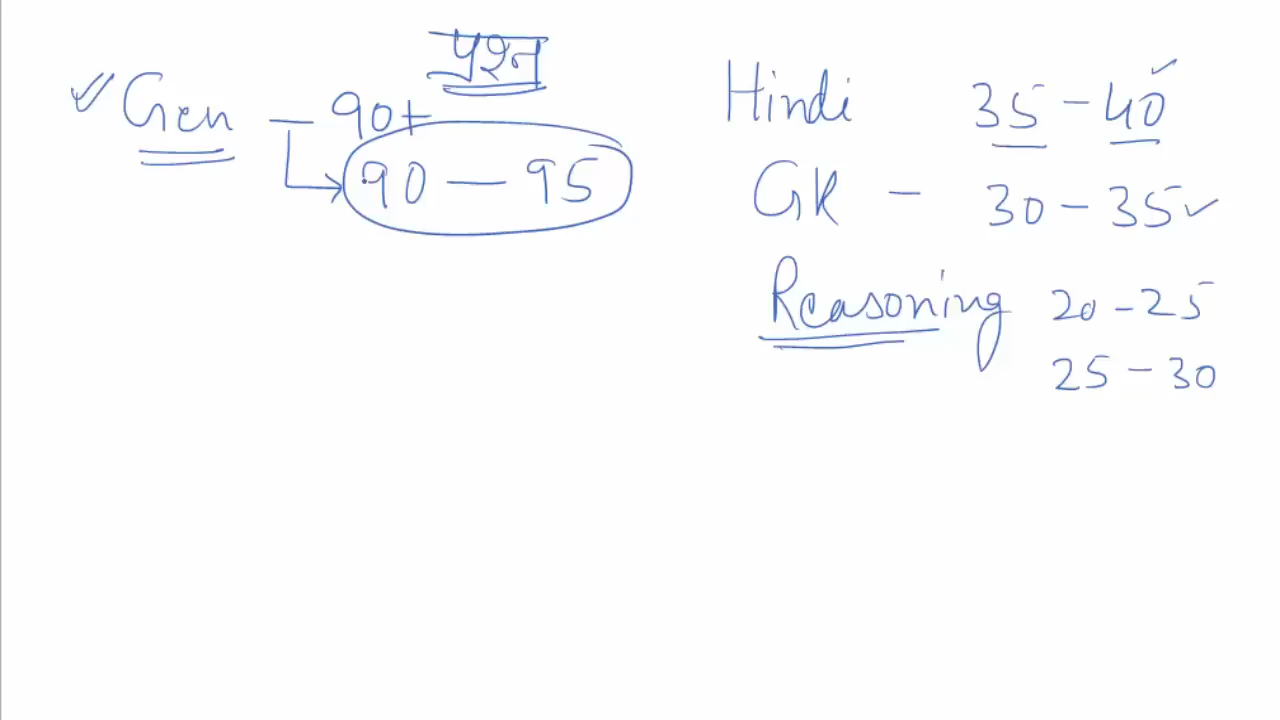 प्रश्न
Gen - 90+
90 - 95
Hindi 35 - 40
GK - 30 - 35
Reasoning 20 - 25
25 - 30